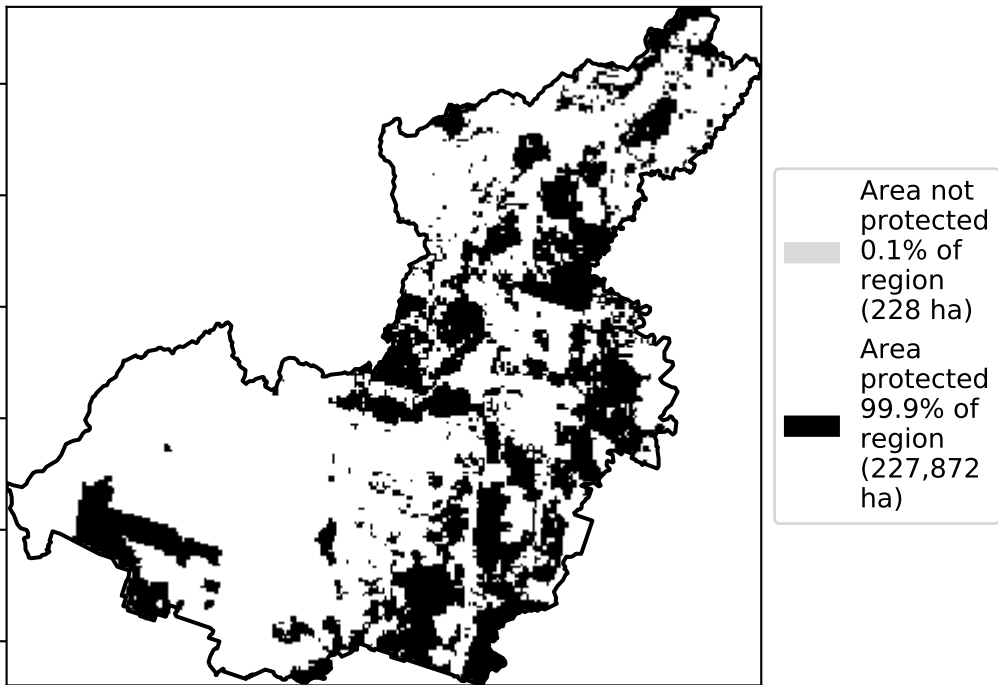 Area not
protected
0.1% of
region
(228 ha)
Area
protected
99.9% of
region
(227,872
ha)